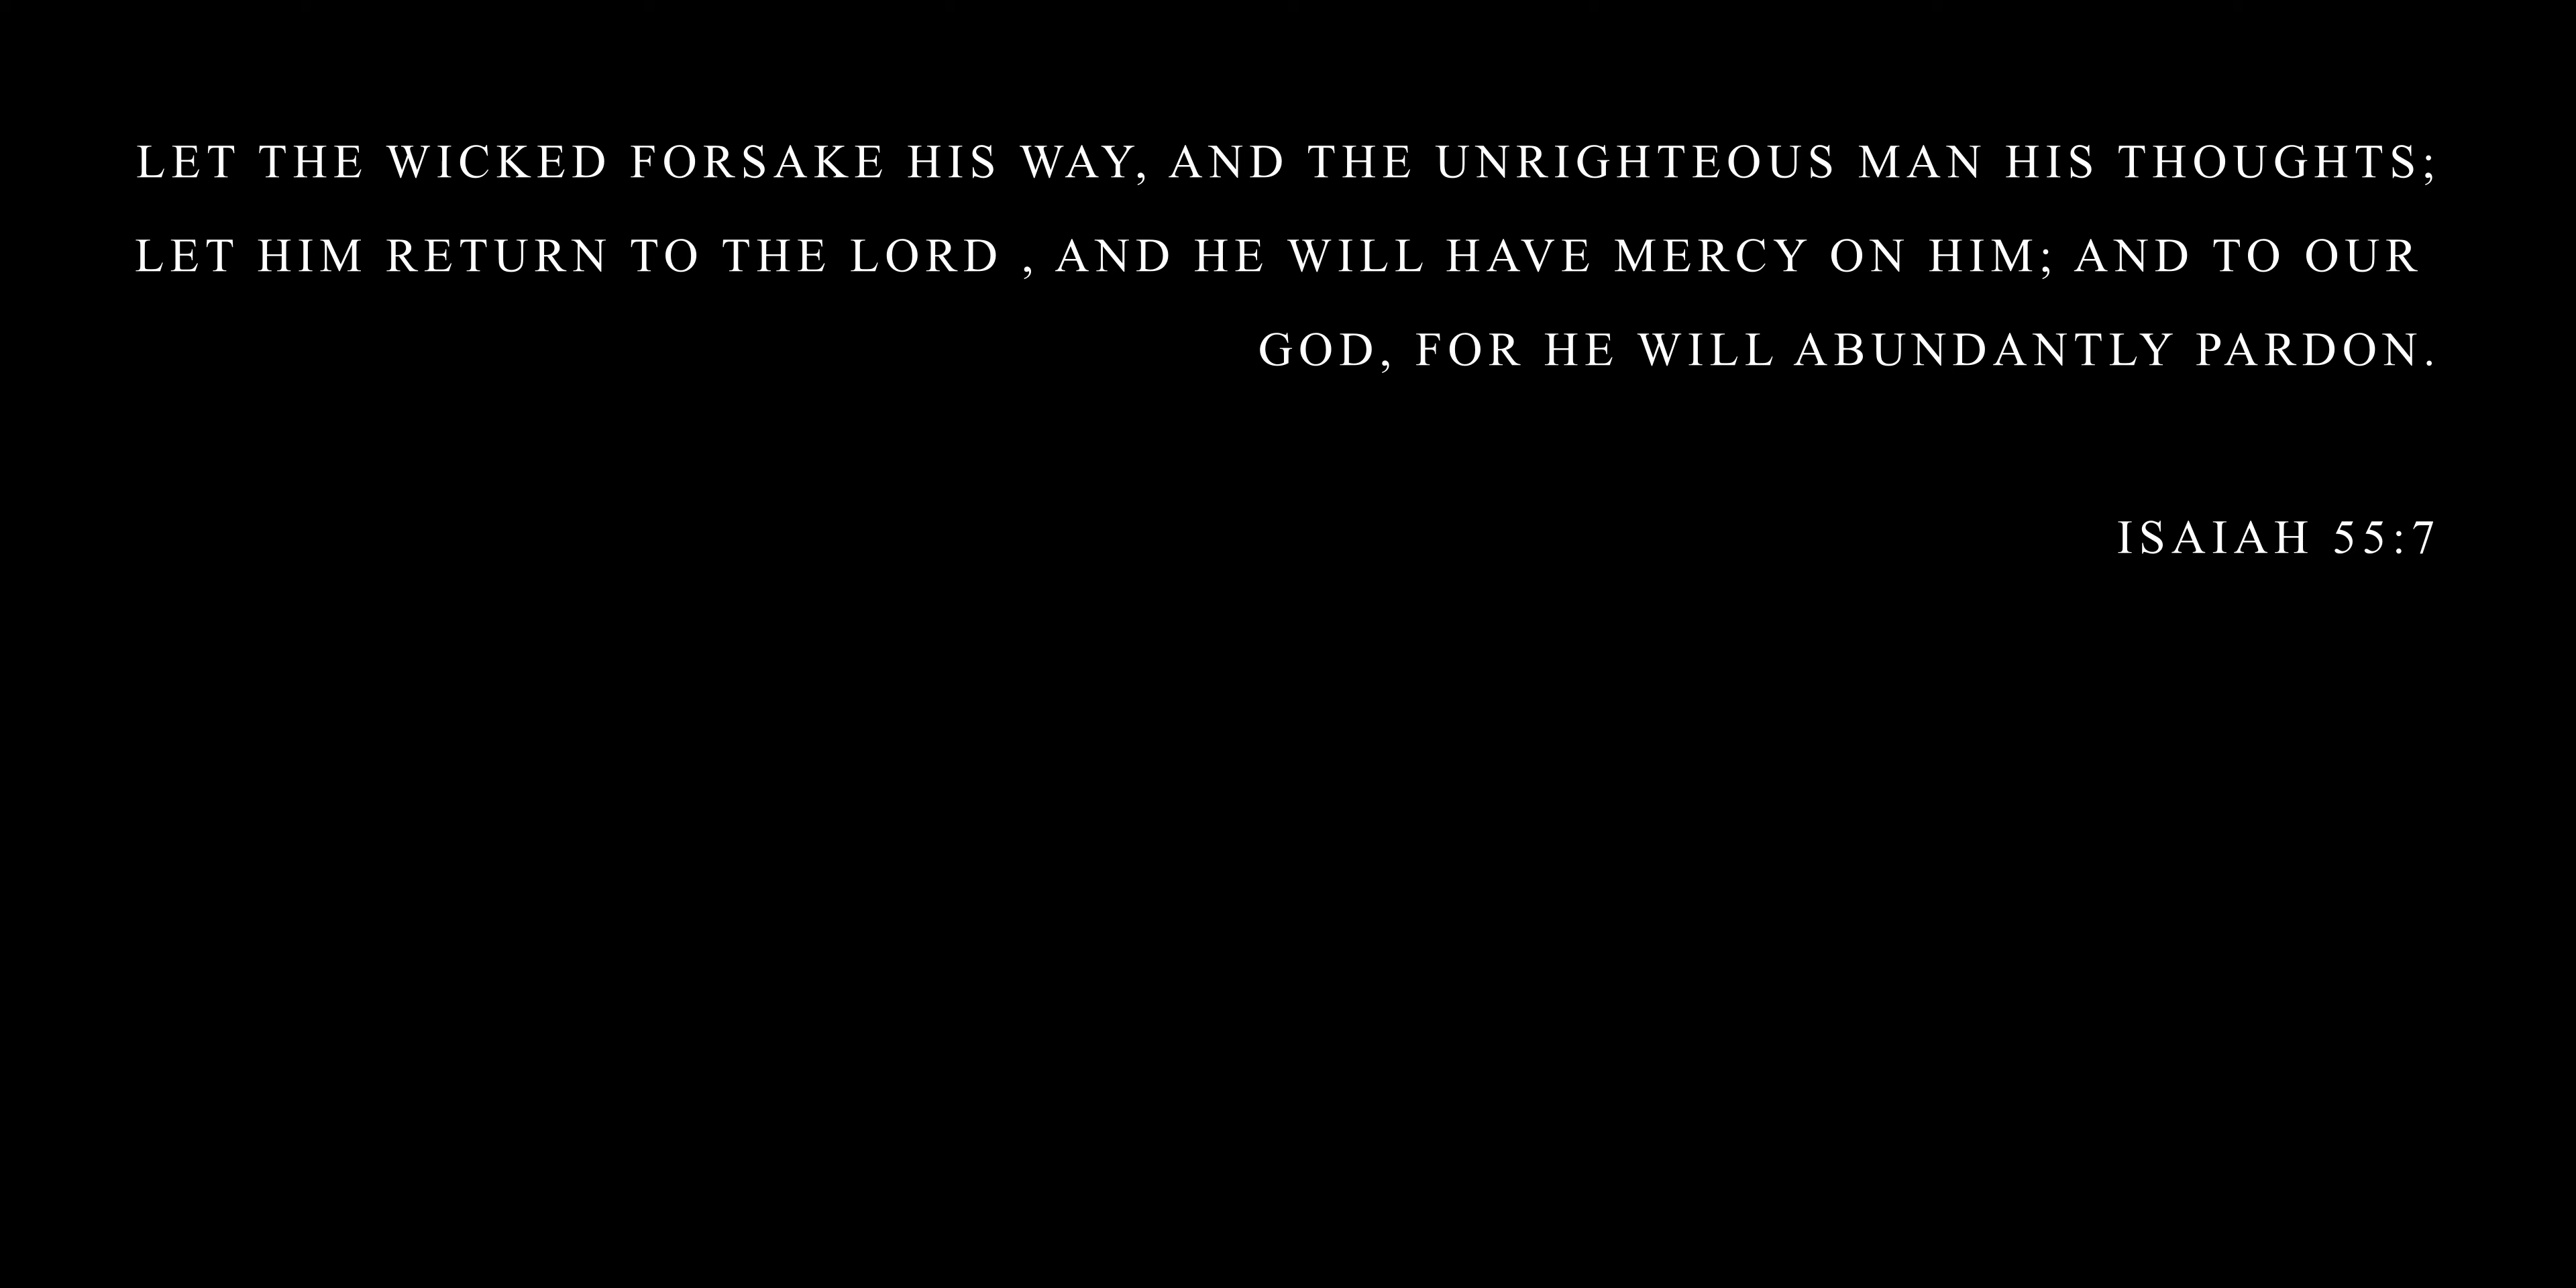 LET THE WICKED FORSAKE HIS WAY, AND THE UNRIGHTEOUS MAN HIS THOUGHTS;
LET HIM RETURN TO THE LORD , AND HE WILL HAVE MERCY ON HIM; AND TO OUR
GOD, FOR HE WILL ABUNDANTLY PARDON.
ISAIAH 55:7